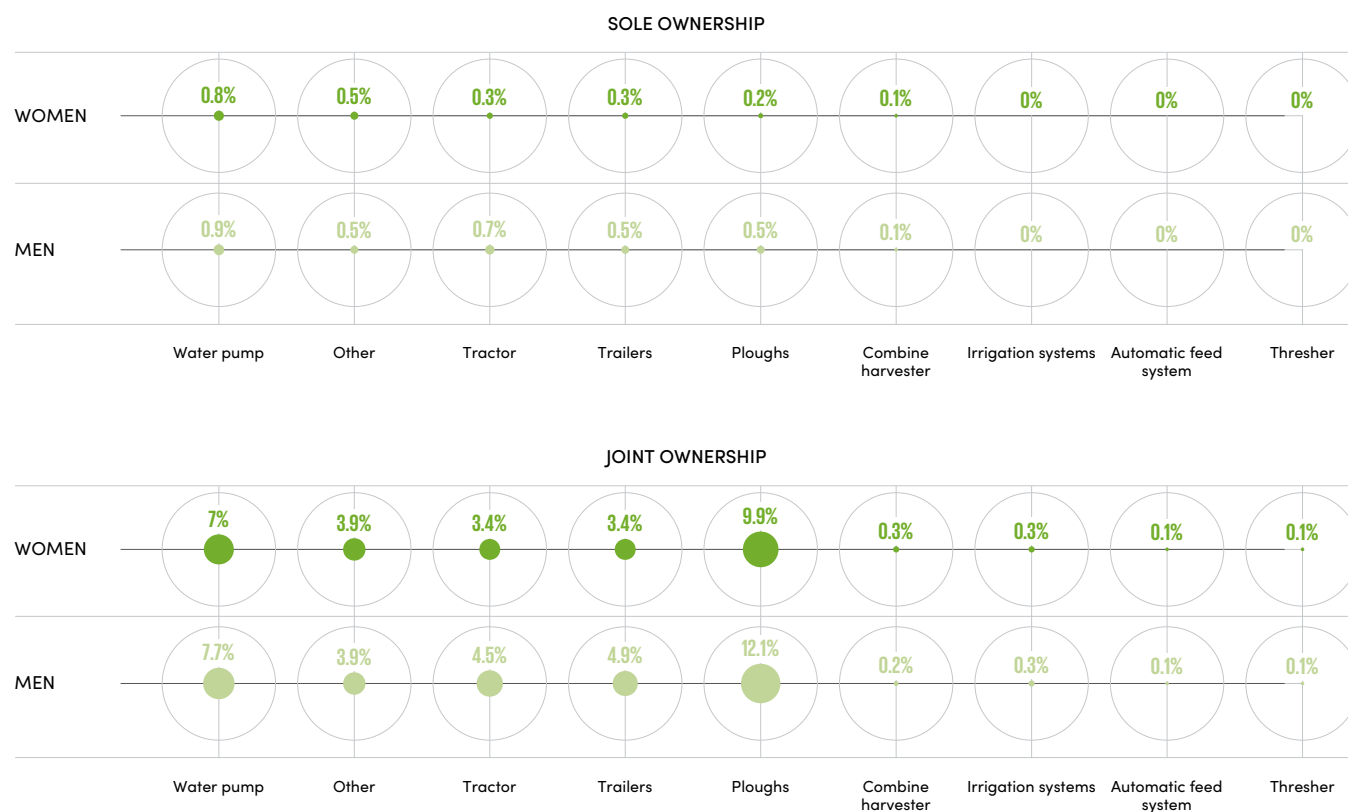 SOLE OWNERSHIP
WOMEN
0.8% 0.5% 0.3% 0.3% 0.2% 0.1% 0% 0% 0%
MEN
0.9% 0.5% 0.7% 0.5% 0.5% 0.1% 0% 0% 0%
Water pump Other Tractor Trailers Ploughs Combine Irrigation systems Automatic feed Thresher
harvester system
JOINT OWNERSHIP
WOMEN
7% 3.9% 3.4% 3.4% 9.9% 0.3% 0.3% 0.1% 0.1%
MEN
7.7% 3.9% 4.5% 4.9% 12.1% 0.2% 0.3% 0.1% 0.1%
Water pump Other Tractor Trailers Ploughs Combine Irrigation systems Automatic feed Thresher
harvester system